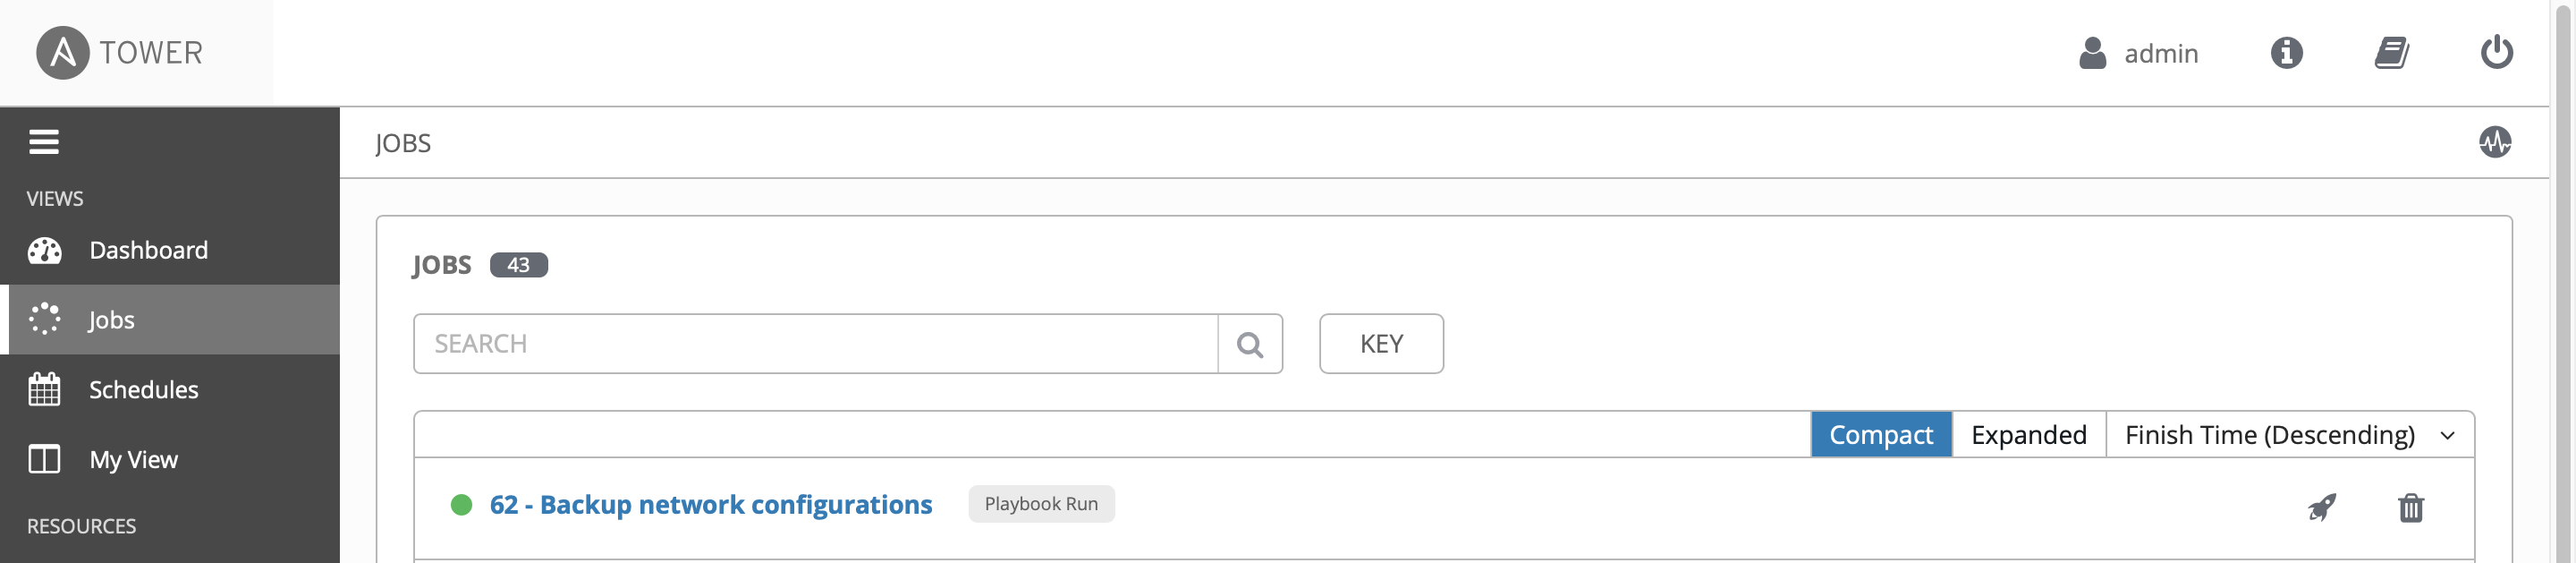 TOWER
admin
JOBS
VIEWS
Dashboard
Jobs
Schedules
My View
RESOURCES
JOBS 43
SEARCH
KEY
Compact Expanded Finish Time (Descending)
62 - Backup network configurations Playbook Run